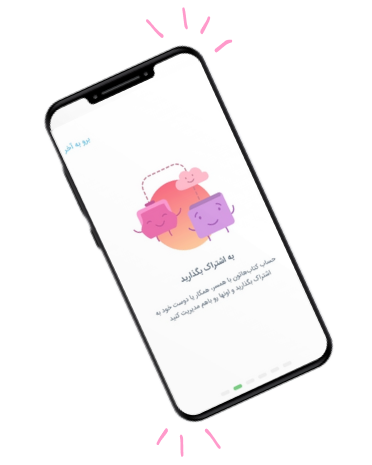 برو به آخر
به اشتراک بگذارید
حساب کتاب‌هاتون با همسر، همکار یا دوست خود به
اشتراک بگذارید و اونها رو باهم مدیریت کنید